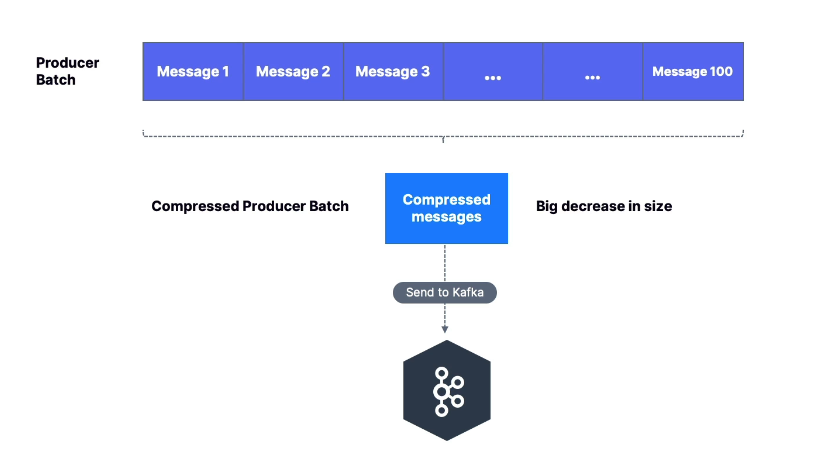 Producer
Batch
Message 1
Message 2
Message 3
...
...
Message 100
Compressed Producer Batch
Compressed
messages
Big decrease in size
Send to Kafka